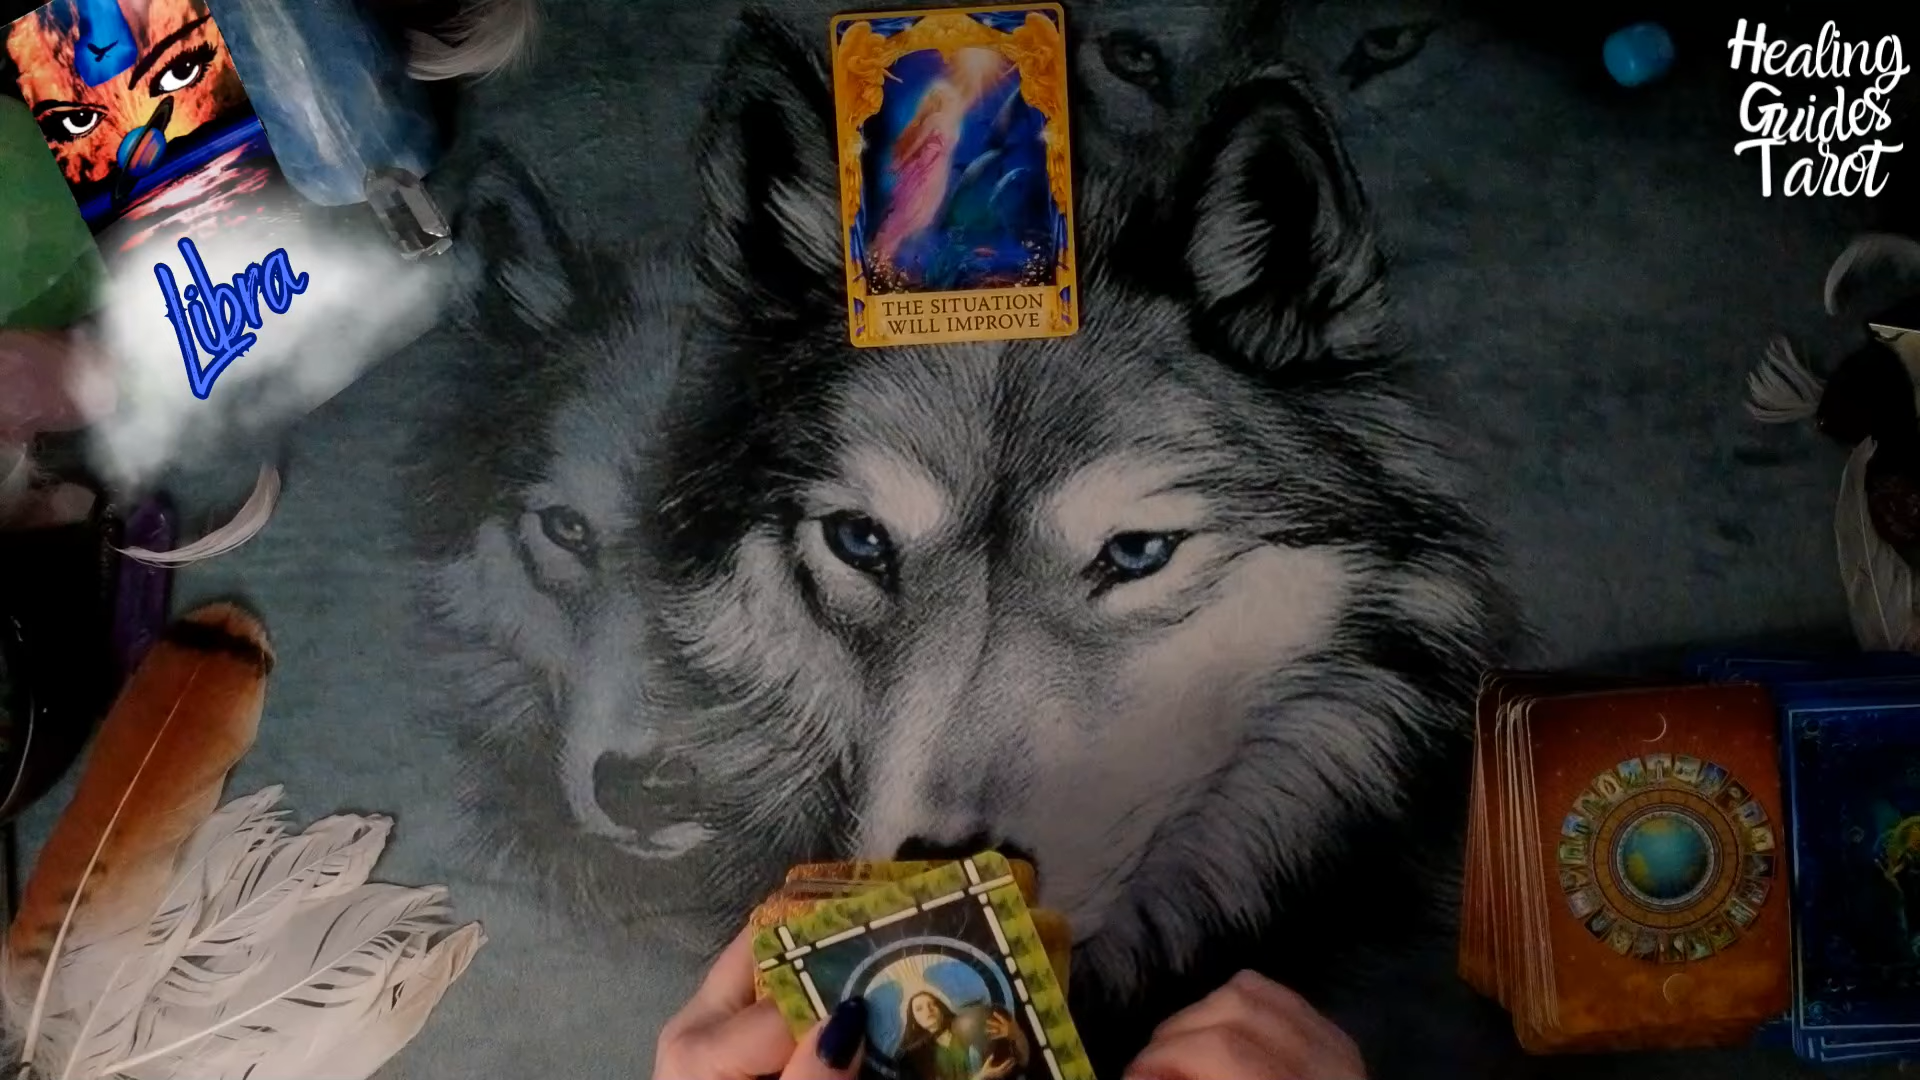 Libra
THE SITUATION
WILL IMPROVE
Healing
Guides
Tarot